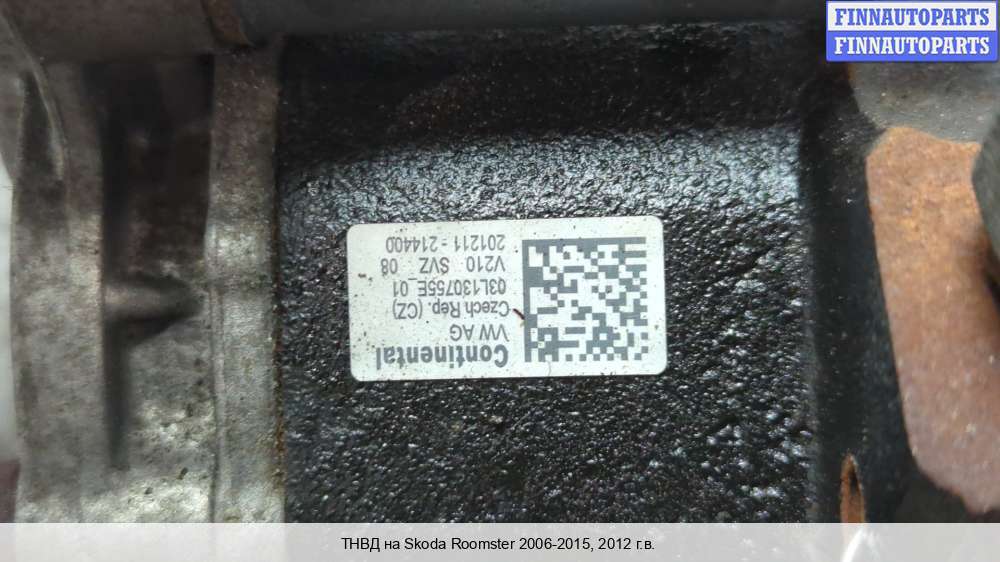 FINNAUTOPARTS
FINNAUTOPARTS
Continental
VW AG
Czech Rep. (CZ)
03L130755E_01
V210 SVZ 08
201211 - 214400
ТНВД на Skoda Roomster 2006-2015, 2012 г.в.